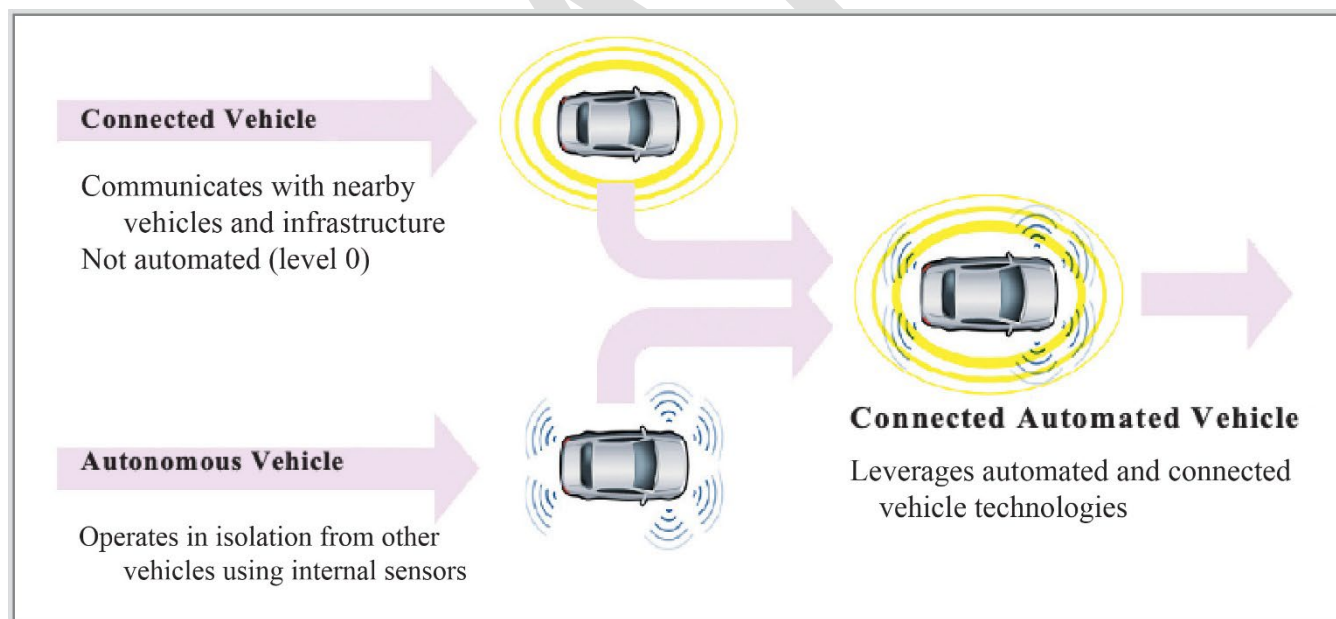 Connected Vehicle
Communicates with nearby
vehicles and infrastructure
Not automated (level 0)
Autonomous Vehicle
Operates in isolation from other
vehicles using internal sensors
Connected Automated Vehicle
Leverages automated and connected
vehicle technologies